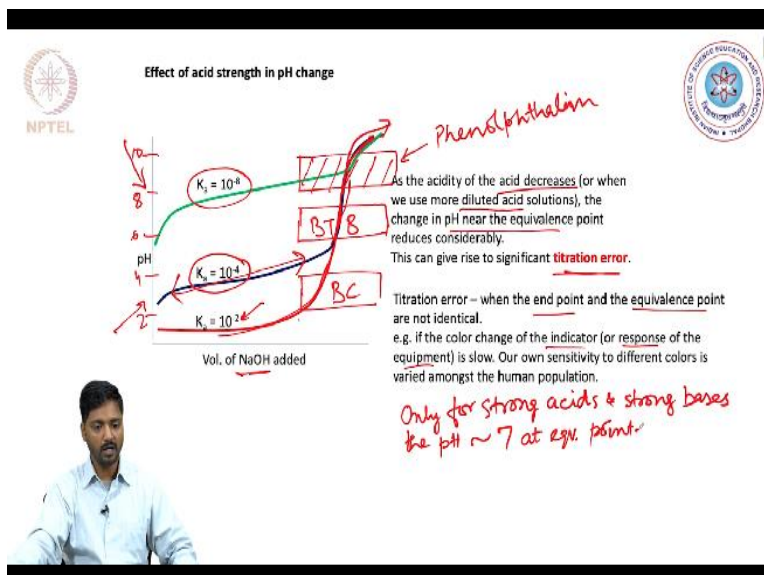 Effect of acid strength in pH change
NPTEL
Phenolphthalin
10
8
6
4
2
pH
Kₐ = 10⁻⁸
Kₐ = 10⁻⁴
Kₐ = 10²
BTB
BC
Vol. of NaOH added
As the acidity of the acid decreases (or when
we use more diluted acid solutions), the
change in pH near the equivalence point
reduces considerably.
This can give rise to significant titration error.
Titration error – when the end point and the equivalence point
are not identical.
e.g. if the color change of the indicator (or response of the
equipment) is slow. Our own sensitivity to different colors is
varied amongst the human population.
Only for strong acids & strong bases
the pH ~ 7 at eqv. point.